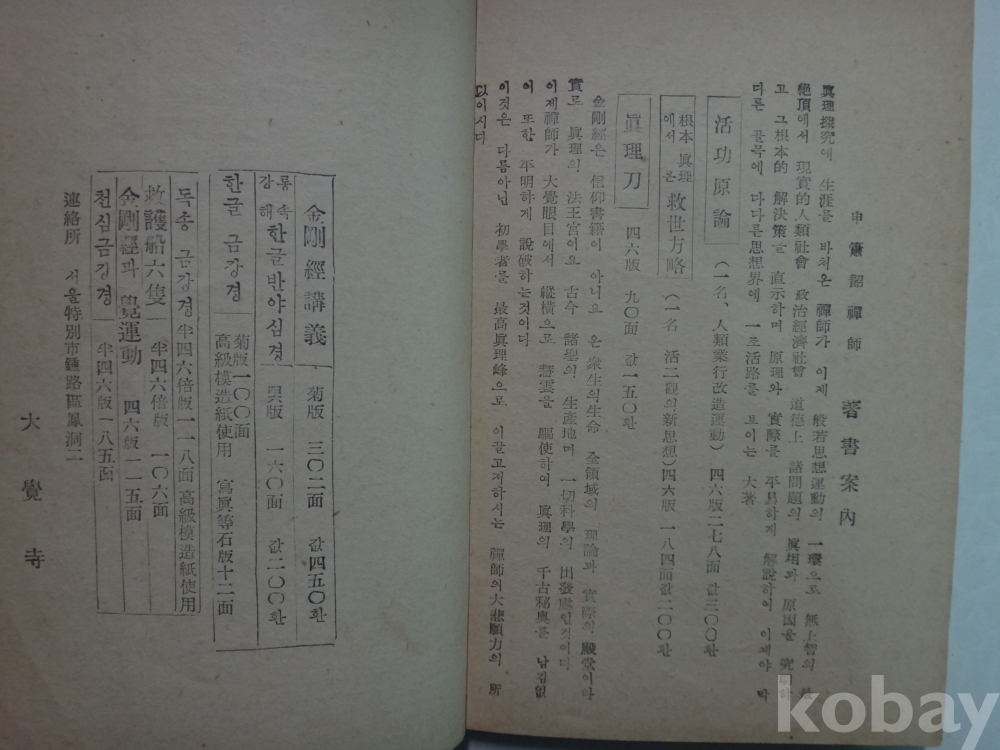 申韶禪師 著書案內
眞理探究에 生涯를 바치온 禪師가 이제 般若思想運動의 一環으로 無上智의
絕頂에서 現實的人類社會 政治經濟社會 道德上 諸問題의 眞相과 原因을 究
고 그根本的 解決策을 直示하며 原理와 實際를 平易하게 解說하여 이제야 막
다른 골목에 다다른思想界에 一조活路를 보이는 大著
活功原論 (一名、人類業行改造運動) 四六版二七八面 값三〇〇환
根本眞理에서 본 救世方略 (一名 活二觀의新思想)四六版 一八四面값二〇〇환
眞理刀 四六版 九〇面 값一五〇환
金剛經은 信仰書籍이 아니요 은 衆生의生命 全領域의 理論과 實際의 殿堂이라
實로 眞理의 法王宮이요 古今 諸聖의 生産地며 一切科學의 出發處인것이다
이제禪師가 大覺眼目에서 縱橫으로 慧雲을 驅使하여 眞理의 千古秘奧를 남김없
이 또한 平明하게 說破하는것이다
이것은 다름아닌 初學者를 最高眞理峰으로 이끌고저하시는 禪師의大悲願力의 所
以이시다
金剛經講義 菊版 三〇二面 값四五〇환
통속강해 한글반야심경 異版 一六〇面 값二〇〇환
한글 금강경 菊版一〇〇面 高級模造紙使用 寫眞等石版十二面
독송 금강경 半四六倍版一一八面 高級模造紙使用
救護船六隻 半四六倍版 一〇六面
金剛經과 覺運動 四六版一一五面
천심금강경 半四六版一八五面
連絡所 서울特別市鍾路區鳳洞二
大覺寺
kobay